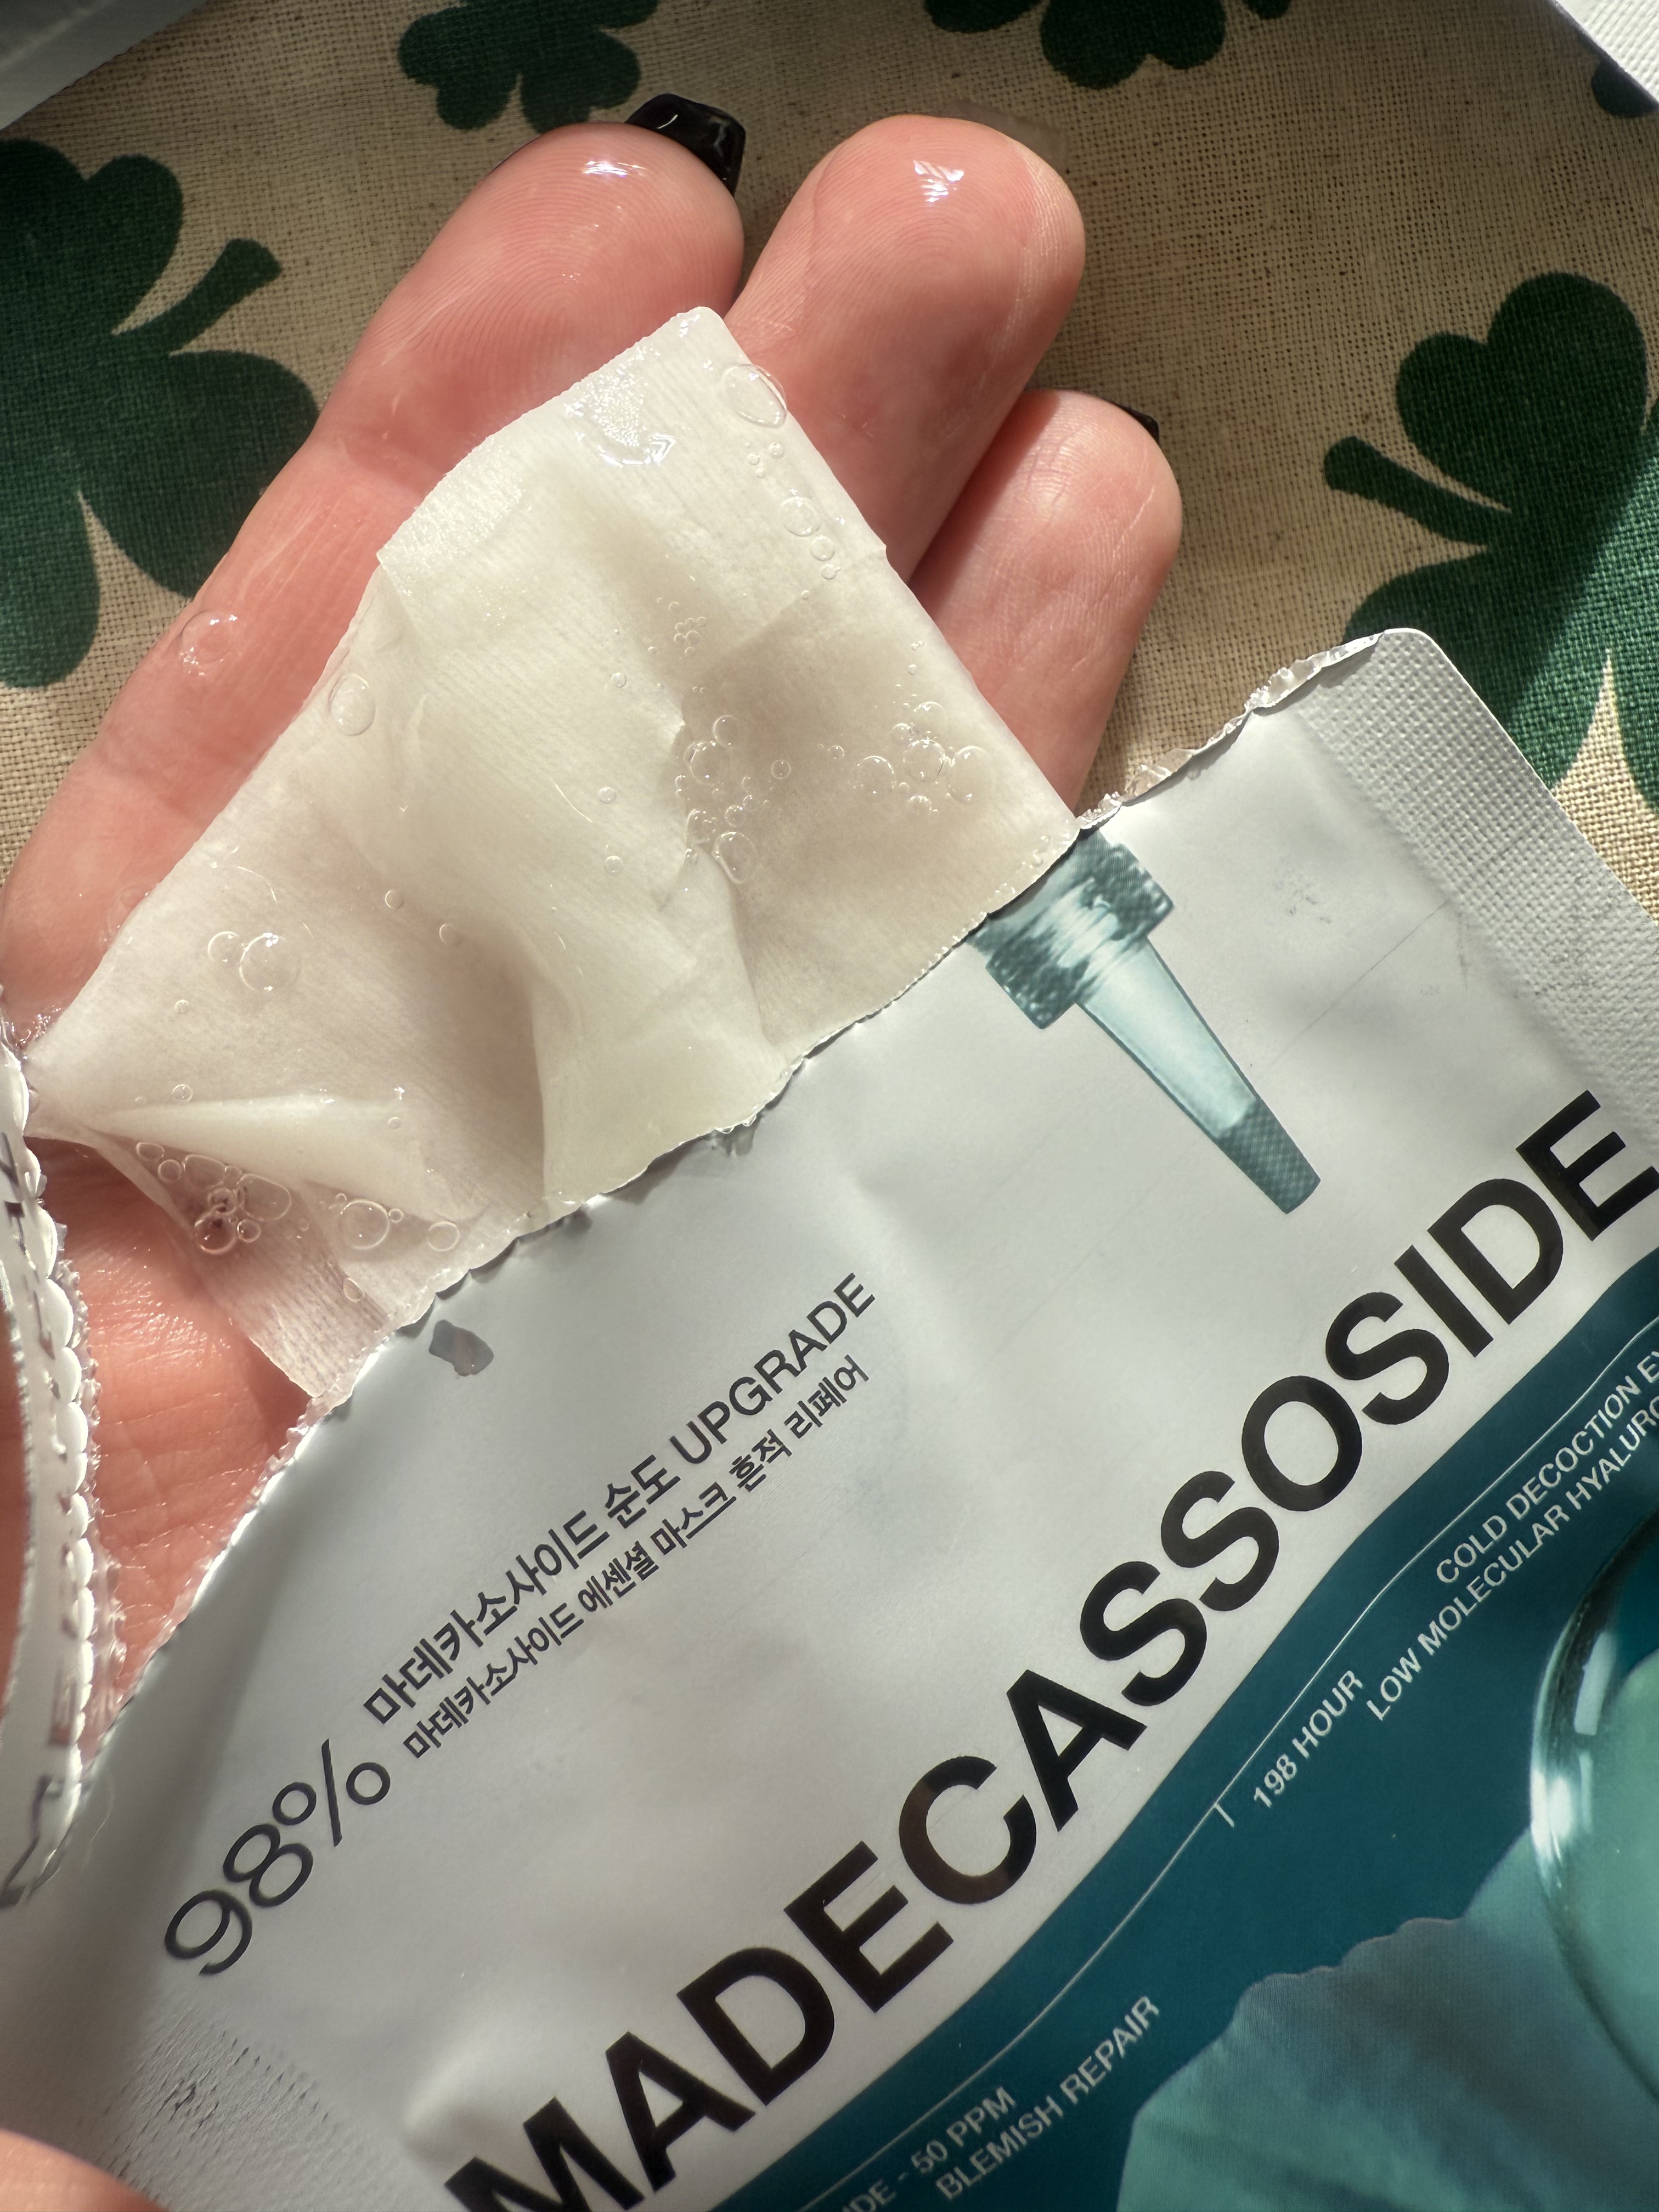 98%
마데카소사이드 순도 UPGRADE
마데카소사이드 에센셜 마스크 흔적 리페어
MADECASSOSIDE
198 HOUR
COLD DECOCTION
LOW MOLECULAR
- 50 PPM
BLEMISH REPAIR